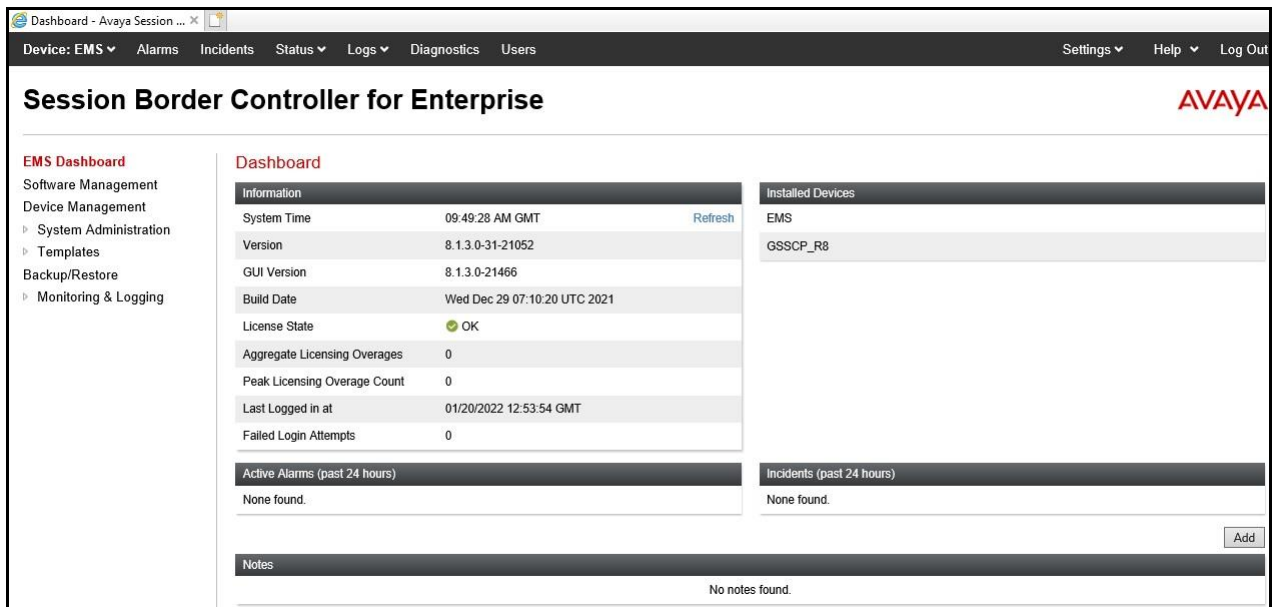 Dashboard - Avaya Session ...
Device: EMS Alarms Incidents Status Logs Diagnostics Users Settings Help Log Out
Session Border Controller for Enterprise
AVAYA
EMS Dashboard
Software Management
Device Management
System Administration
Templates
Backup/Restore
Monitoring & Logging
Dashboard
Information
System Time 09:49:28 AM GMT Refresh
Version 8.1.3.0-31-21052
GUI Version 8.1.3.0-21466
Build Date Wed Dec 29 07:10:20 UTC 2021
License State OK
Aggregate Licensing Overages 0
Peak Licensing Overage Count 0
Last Logged in at 01/20/2022 12:53:54 GMT
Failed Login Attempts 0
Installed Devices
EMS
GSSCP_R8
Active Alarms (past 24 hours)
None found.
Incidents (past 24 hours)
None found.
Add
Notes
No notes found.